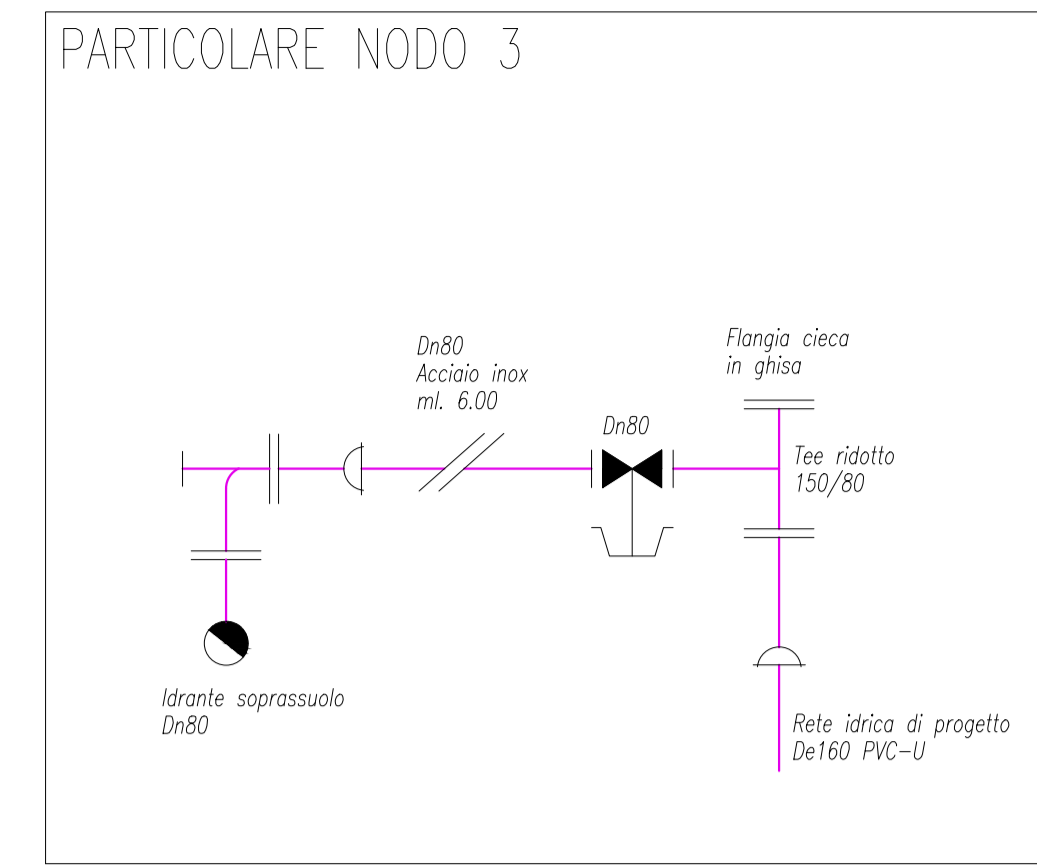 PARTICOLARE NODO 3
Dn80
Acciaio inox
ml. 6.00
Dn80
Flangia cieca
in ghisa
Tee ridotto
150/80
Idrante soprassuolo
Dn80
Rete idrica di progetto
De160 PVC-U